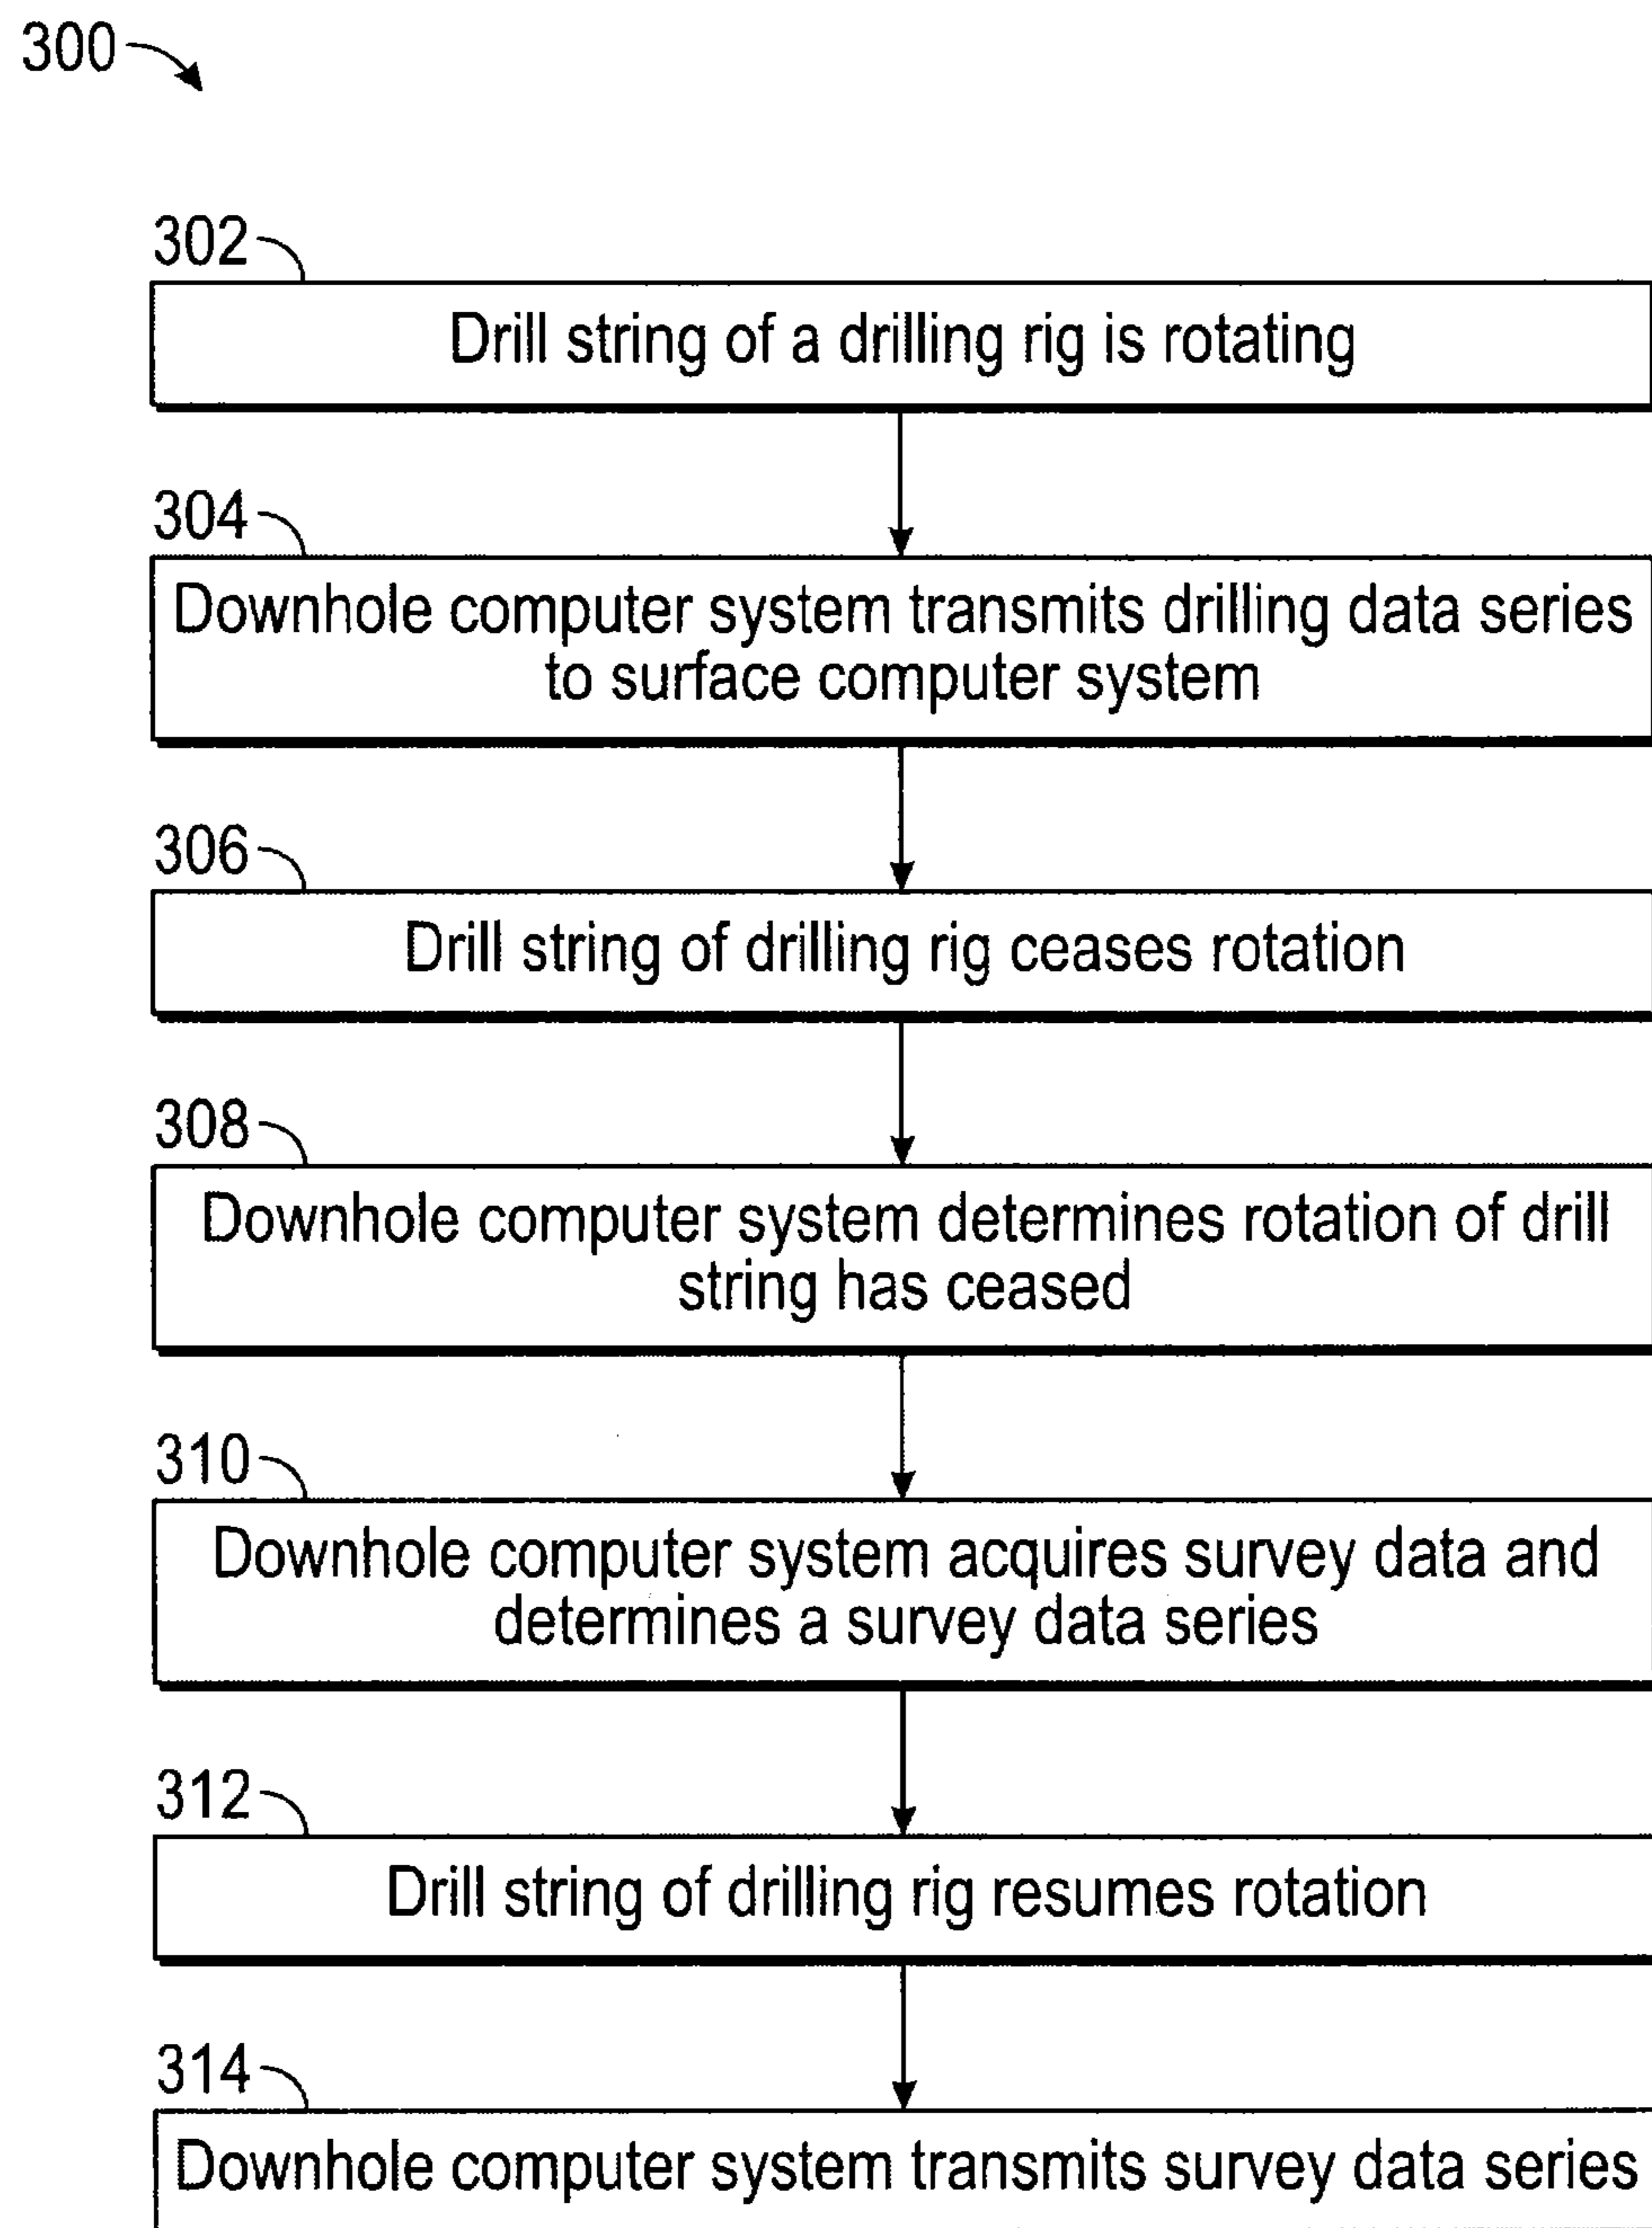 300
302
Drill string of a drilling rig is rotating
304
Downhole computer system transmits drilling data series
to surface computer system
306
Drill string of drilling rig ceases rotation
308
Downhole computer system determines rotation of drill
string has ceased
310
Downhole computer system acquires survey data and
determines a survey data series
312
Drill string of drilling rig resumes rotation
314
Downhole computer system transmits survey data series